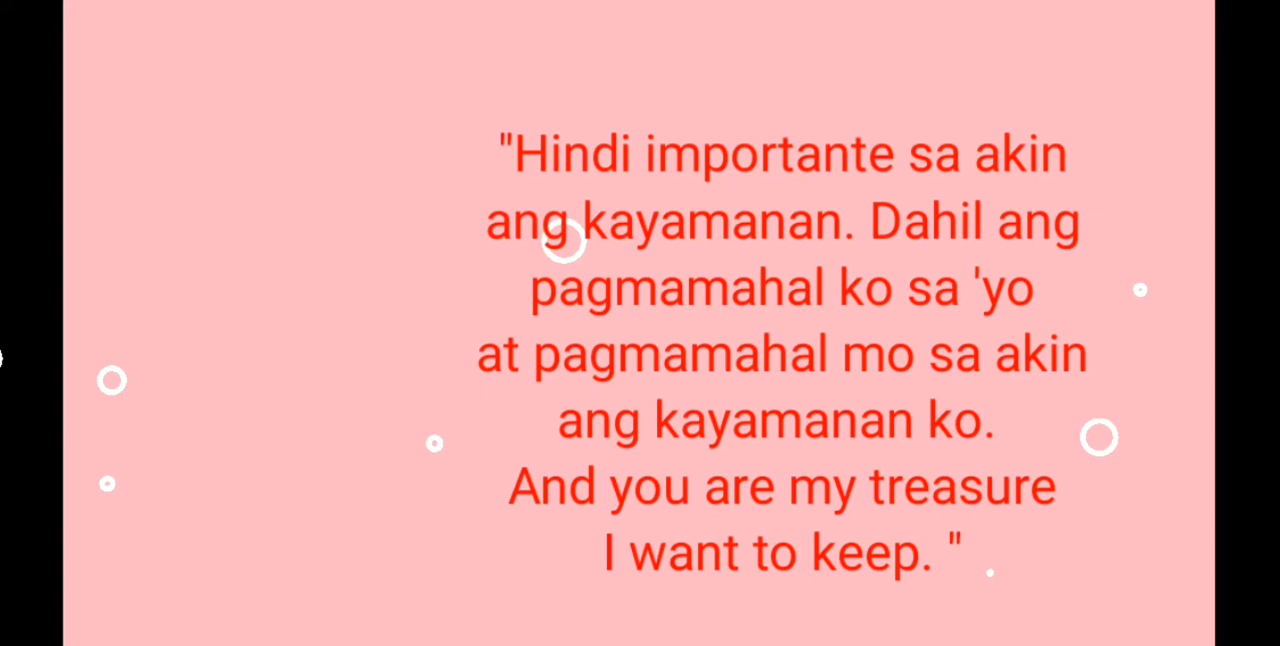 "Hindi importante sa akin
ang kayamanan. Dahil ang
pagmamahal ko sa 'yo
at pagmamahal mo sa akin
ang kayamanan ko.
And you are my treasure
I want to keep. "